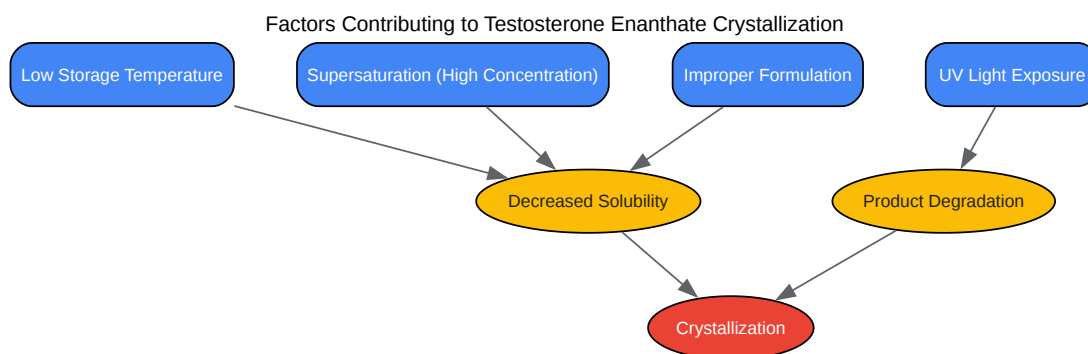 Factors Contributing to Testosterone Enanthate Crystallization
Low Storage Temperature
Supersaturation (High Concentration)
Improper Formulation
UV Light Exposure
Decreased Solubility
Product Degradation
Crystallization